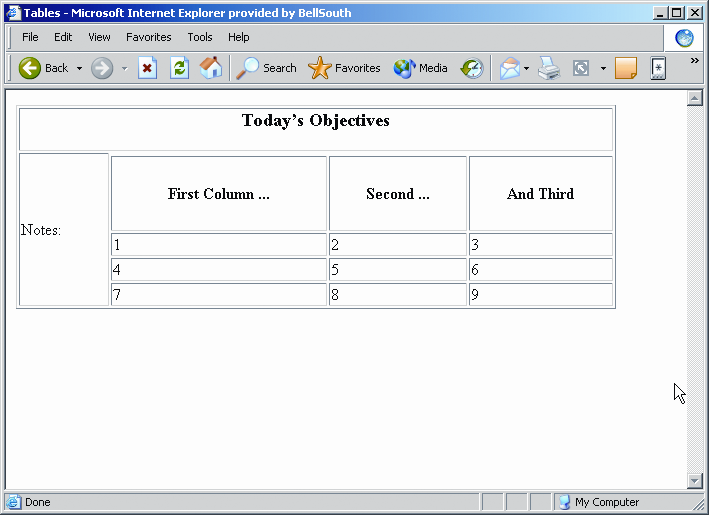 Tables - Microsoft Internet Explorer provided by BellSouth
File Edit View Favorites Tools Help
Back Search Favorites Media
Today's Objectives
First Column ... Second ... And Third
Notes:
1 2 3
4 5 6
7 8 9
Done My Computer